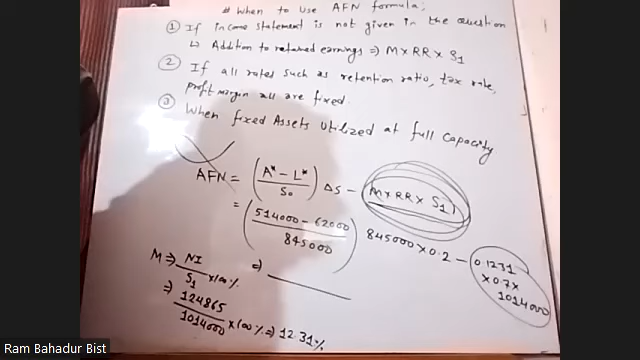 # When to use AFN formula;
① If income statement is not given in the question
↳ Addition to retained earnings ⇒ M×RR×S1
② If all rates such as retention ratio, tax rate,
profit margin all are fixed.
③ When fixed Assets Utilized at full capacity
AFN = (A* - L* / S0) ΔS - (M×RR×S1)
= (514000 - 62000 / 845000) 845000×0.2 - 0.1231 ×0.7× 1014000
M ⇒ NI / S1 ×100% ⇒
⇒ 124865 / 1014000 ×100% ⇒ 12.31%
Ram Bahadur Bist